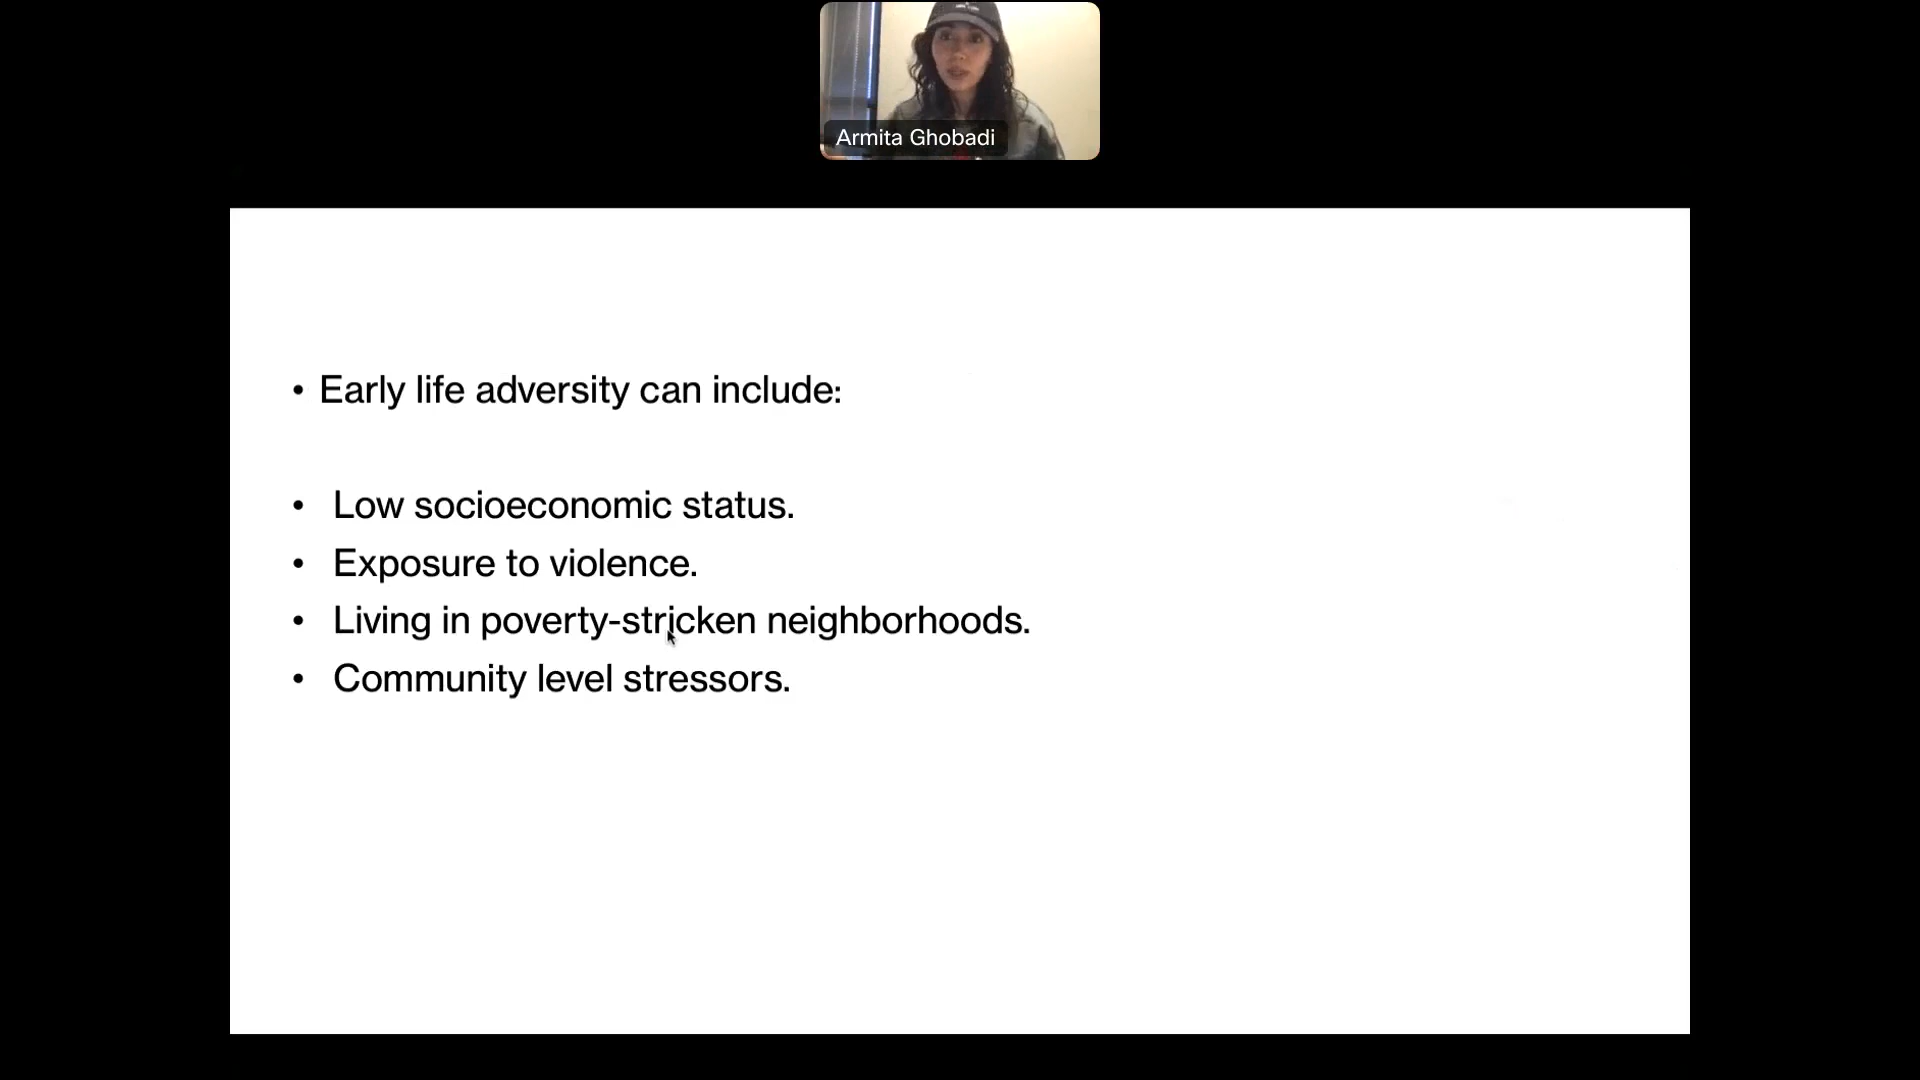 Armita Ghobadi
• Early life adversity can include:
• Low socioeconomic status.
• Exposure to violence.
• Living in poverty-stricken neighborhoods.
• Community level stressors.